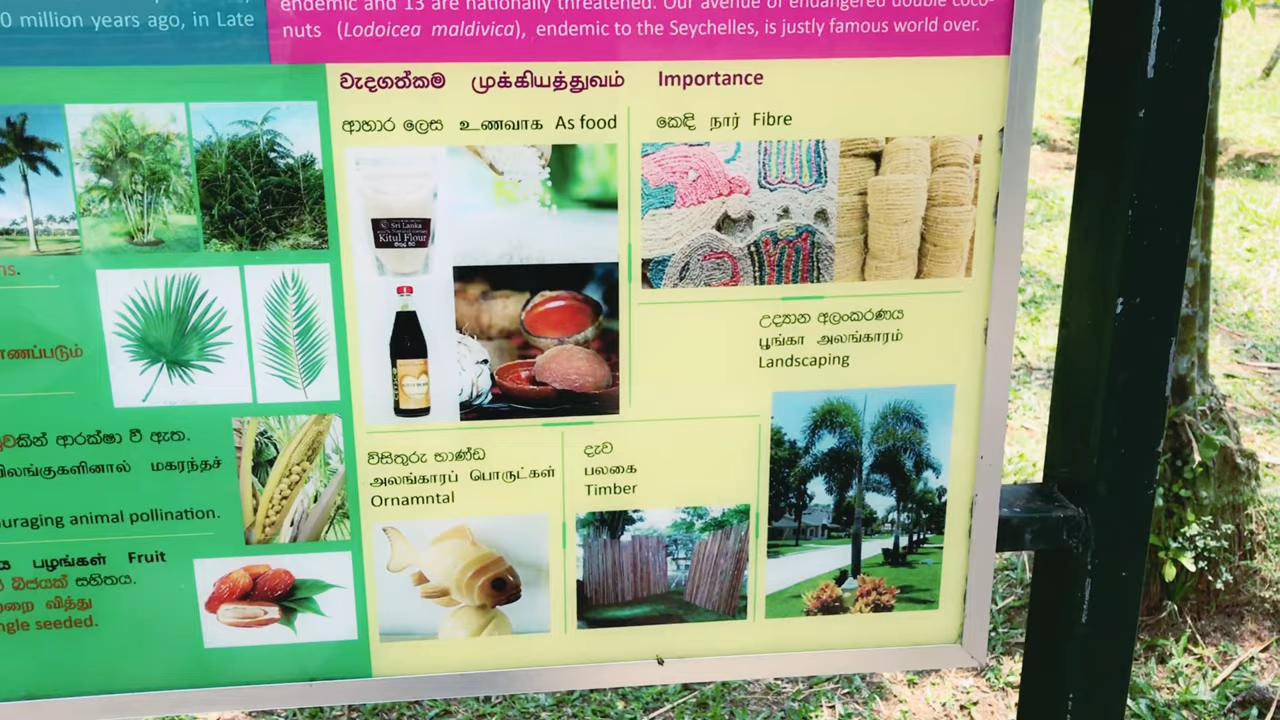 0 million years ago, in Late
endemic and 13 are nationally threatened. Our avenue of endangered double coco-
nuts (Lodoicea maldivica), endemic to the Seychelles, is justly famous world over.
වැදගත්කම முக்கியத்துவம் Importance
ආහාර ලෙස உணவாக As food
Sri Lanka
Kitul Flour
කෙඳි நார் Fibre
උද්‍යාන අලංකරණය
பூங்கா அலங்காரம்
Landscaping
විසිතුරු භාණ්ඩ
அலங்காரப் பொருட்கள்
Ornamntal
දැව
பலகை
Timber
ns.
ாணப்படும்
වකින් ආරක්ෂා වී ඇත.
விலங்குகளினால் மகரந்தச்
uraging animal pollination.
ய பழங்கள் Fruit
බීජයක් සහිතය.
றை வித்து
ngle seeded.